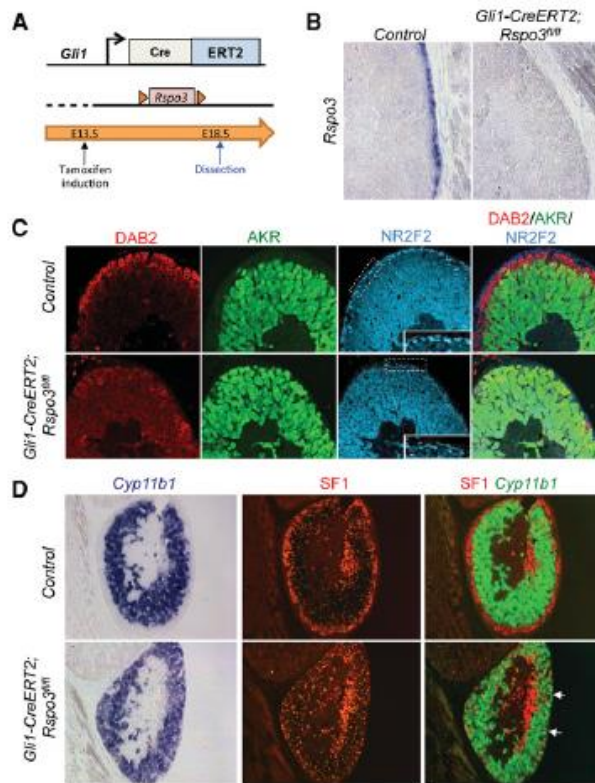 A
Gli1
Cre
ERT2
Rspo3
E13.5
E18.5
Tamoxifen
induction
Dissection
B
Control
Gli1-CreERT2;
Rspo3fl/fl
Rspo3
C
DAB2
AKR
NR2F2
DAB2/AKR/
NR2F2
Control
Gli1-CreERT2;
Rspo3fl/fl
D
Cyp11b1
SF1
SF1 Cyp11b1
Control
Gli1-CreERT2;
Rspo3fl/fl